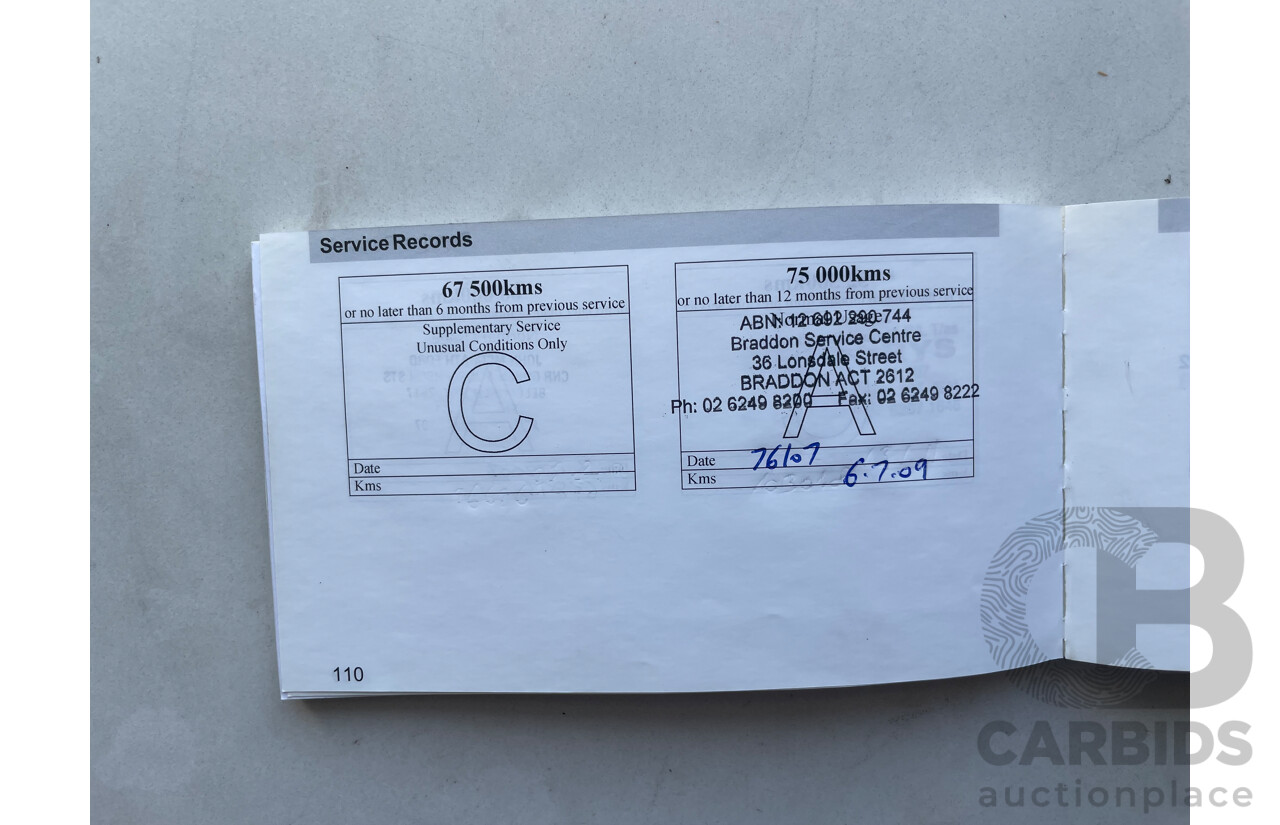 Service Records
67 500kms
or no later than 6 months from previous service
Supplementary Service
Unusual Conditions Only
C
Date
Kms
75 000kms
or no later than 12 months from previous service
Normal Usage
ABN: 12 692 290 744
Braddon Service Centre
36 Lonsdale Street
BRADDON ACT 2612
Ph: 02 6249 8200 Fax: 02 6249 8222
A
Date 76107
Kms 6.7.09
110
CB
CARBIDS
auctionplace